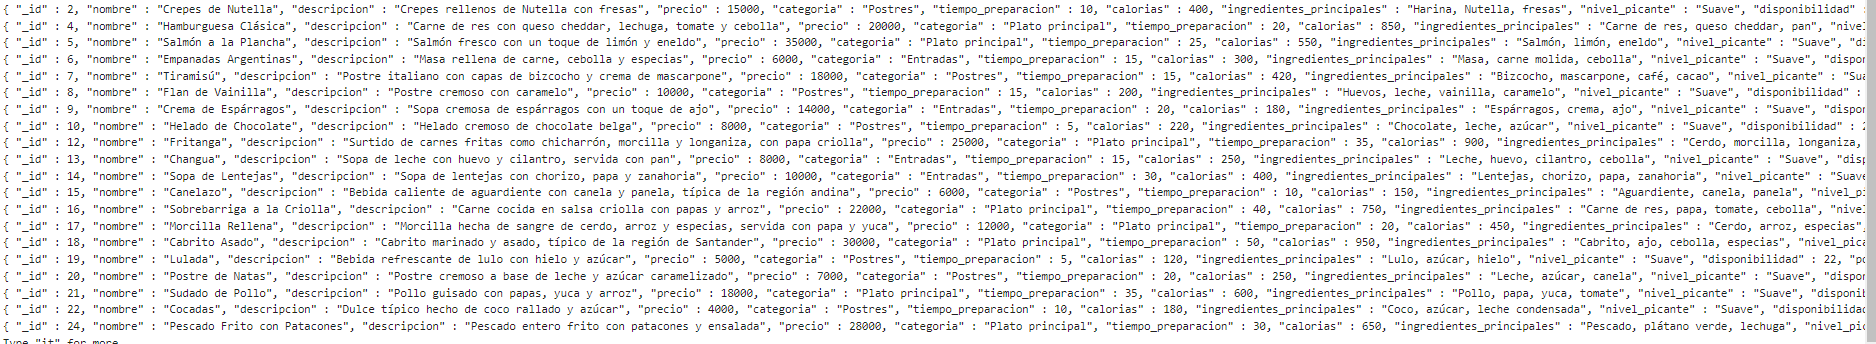 { "_id" : 2, "nombre" : "Crepes de Nutella", "descripcion" : "Crepes rellenos de Nutella con fresas", "precio" : 15000, "categoria" : "Postres", "tiempo_preparacion" : 10, "calorias" : 400, "ingredientes_principales" : "Harina, Nutella, fresas", "nivel_picante" : "Suave", "disponibilidad" :
{ "_id" : 4, "nombre" : "Hamburguesa Clásica", "descripcion" : "Carne de res con queso cheddar, lechuga, tomate y cebolla", "precio" : 20000, "categoria" : "Plato principal", "tiempo_preparacion" : 20, "calorias" : 850, "ingredientes_principales" : "Carne de res, queso cheddar, pan", "nive
{ "_id" : 5, "nombre" : "Salmón a la Plancha", "descripcion" : "Salmón fresco con un toque de limón y eneldo", "precio" : 35000, "categoria" : "Plato principal", "tiempo_preparacion" : 25, "calorias" : 550, "ingredientes_principales" : "Salmón, limón, eneldo", "nivel_picante" : "Suave", "di
{ "_id" : 6, "nombre" : "Empanadas Argentinas", "descripcion" : "Masa rellena de carne, cebolla y especias", "precio" : 6000, "categoria" : "Entradas", "tiempo_preparacion" : 15, "calorias" : 300, "ingredientes_principales" : "Masa, carne molida, cebolla", "nivel_picante" : "Suave", "dispon
{ "_id" : 7, "nombre" : "Tiramisú", "descripcion" : "Postre italiano con capas de bizcocho y crema de mascarpone", "precio" : 18000, "categoria" : "Postres", "tiempo_preparacion" : 15, "calorias" : 420, "ingredientes_principales" : "Bizcocho, mascarpone, café, cacao", "nivel_picante" : "Sua
{ "_id" : 8, "nombre" : "Flan de Vainilla", "descripcion" : "Postre cremoso con caramelo", "precio" : 10000, "categoria" : "Postres", "tiempo_preparacion" : 15, "calorias" : 200, "ingredientes_principales" : "Huevos, leche, vainilla, caramelo", "nivel_picante" : "Suave", "disponibilidad" :
{ "_id" : 9, "nombre" : "Crema de Espárragos", "descripcion" : "Sopa cremosa de espárragos con un toque de ajo", "precio" : 14000, "categoria" : "Entradas", "tiempo_preparacion" : 20, "calorias" : 180, "ingredientes_principales" : "Espárragos, crema, ajo", "nivel_picante" : "Suave", "dispon
{ "_id" : 10, "nombre" : "Helado de Chocolate", "descripcion" : "Helado cremoso de chocolate belga", "precio" : 8000, "categoria" : "Postres", "tiempo_preparacion" : 5, "calorias" : 220, "ingredientes_principales" : "Chocolate, leche, azúcar", "nivel_picante" : "Suave", "disponibilidad" : 2
{ "_id" : 12, "nombre" : "Fritanga", "descripcion" : "Surtido de carnes fritas como chicharrón, morcilla y longaniza, con papa criolla", "precio" : 25000, "categoria" : "Plato principal", "tiempo_preparacion" : 35, "calorias" : 900, "ingredientes_principales" : "Cerdo, morcilla, longaniza,
{ "_id" : 13, "nombre" : "Changua", "descripcion" : "Sopa de leche con huevo y cilantro, servida con pan", "precio" : 8000, "categoria" : "Entradas", "tiempo_preparacion" : 15, "calorias" : 250, "ingredientes_principales" : "Leche, huevo, cilantro, cebolla", "nivel_picante" : "Suave", "disp
{ "_id" : 14, "nombre" : "Sopa de Lentejas", "descripcion" : "Sopa de lentejas con chorizo, papa y zanahoria", "precio" : 10000, "categoria" : "Entradas", "tiempo_preparacion" : 30, "calorias" : 400, "ingredientes_principales" : "Lentejas, chorizo, papa, zanahoria", "nivel_picante" : "Suave
{ "_id" : 15, "nombre" : "Canelazo", "descripcion" : "Bebida caliente de aguardiente con canela y panela, típica de la región andina", "precio" : 6000, "categoria" : "Postres", "tiempo_preparacion" : 10, "calorias" : 150, "ingredientes_principales" : "Aguardiente, canela, panela", "nivel_pi
{ "_id" : 16, "nombre" : "Sobrebarriga a la Criolla", "descripcion" : "Carne cocida en salsa criolla con papas y arroz", "precio" : 22000, "categoria" : "Plato principal", "tiempo_preparacion" : 40, "calorias" : 750, "ingredientes_principales" : "Carne de res, papa, tomate, cebolla", "nivel
{ "_id" : 17, "nombre" : "Morcilla Rellena", "descripcion" : "Morcilla hecha de sangre de cerdo, arroz y especias, servida con papa y yuca", "precio" : 12000, "categoria" : "Plato principal", "tiempo_preparacion" : 20, "calorias" : 450, "ingredientes_principales" : "Cerdo, arroz, especias",
{ "_id" : 18, "nombre" : "Cabrito Asado", "descripcion" : "Cabrito marinado y asado, típico de la región de Santander", "precio" : 30000, "categoria" : "Plato principal", "tiempo_preparacion" : 50, "calorias" : 950, "ingredientes_principales" : "Cabrito, ajo, cebolla, especias", "nivel_pica
{ "_id" : 19, "nombre" : "Lulada", "descripcion" : "Bebida refrescante de lulo con hielo y azúcar", "precio" : 5000, "categoria" : "Postres", "tiempo_preparacion" : 5, "calorias" : 120, "ingredientes_principales" : "Lulo, azúcar, hielo", "nivel_picante" : "Suave", "disponibilidad" : 22, "po
{ "_id" : 20, "nombre" : "Postre de Natas", "descripcion" : "Postre cremoso a base de leche y azúcar caramelizado", "precio" : 7000, "categoria" : "Postres", "tiempo_preparacion" : 20, "calorias" : 250, "ingredientes_principales" : "Leche, azúcar, canela", "nivel_picante" : "Suave", "dispon
{ "_id" : 21, "nombre" : "Sudado de Pollo", "descripcion" : "Pollo guisado con papas, yuca y arroz", "precio" : 18000, "categoria" : "Plato principal", "tiempo_preparacion" : 35, "calorias" : 600, "ingredientes_principales" : "Pollo, papa, yuca, tomate", "nivel_picante" : "Suave", "disponib
{ "_id" : 22, "nombre" : "Cocadas", "descripcion" : "Dulce típico hecho de coco rallado y azúcar", "precio" : 4000, "categoria" : "Postres", "tiempo_preparacion" : 10, "calorias" : 180, "ingredientes_principales" : "Coco, azúcar, leche condensada", "nivel_picante" : "Suave", "disponibilidad
{ "_id" : 24, "nombre" : "Pescado Frito con Patacones", "descripcion" : "Pescado entero frito con patacones y ensalada", "precio" : 28000, "categoria" : "Plato principal", "tiempo_preparacion" : 30, "calorias" : 650, "ingredientes_principales" : "Pescado, plátano verde, lechuga", "nivel_pic
Type "it" for more